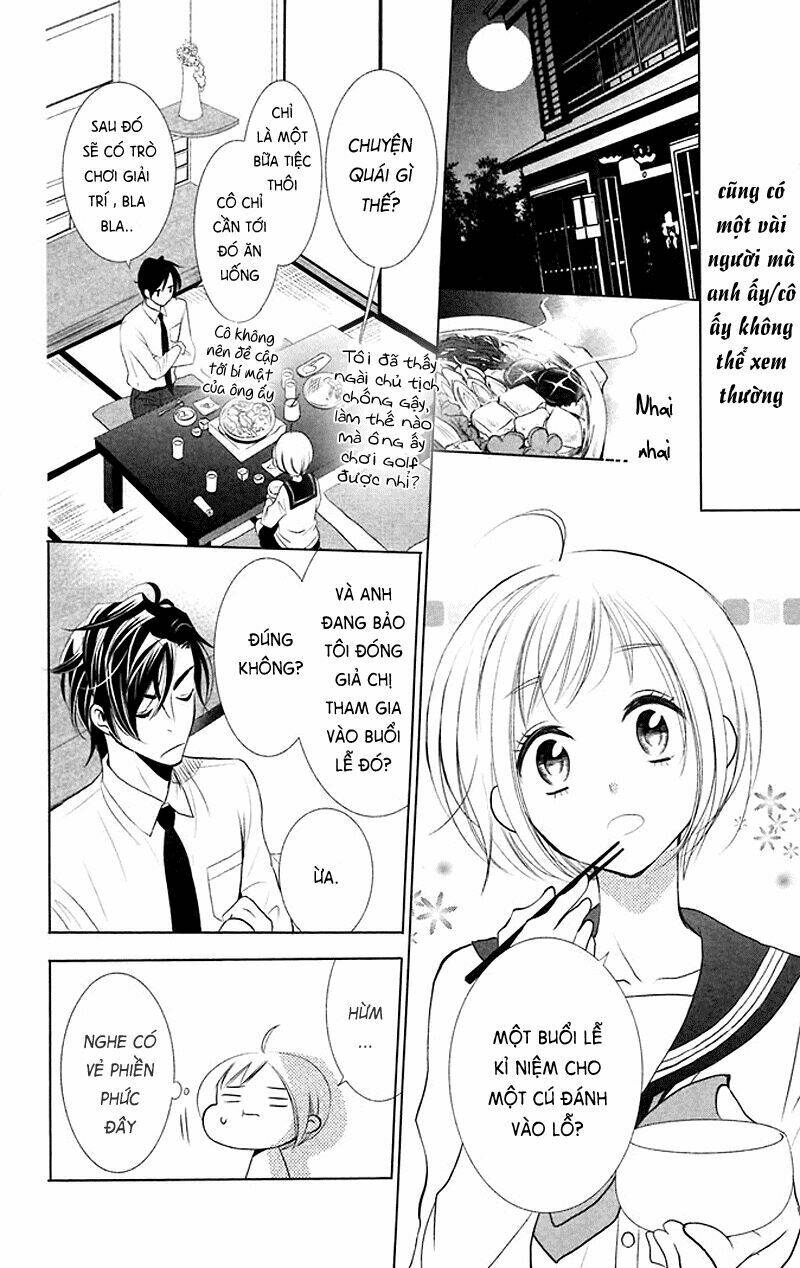 cũng có
một vài
người mà
anh ấy/cô
ấy không
thể xem
thường
Nhai
nhai
MỘT BUỔI LỄ
KỈ NIỆM CHO
MỘT CÚ ĐÁNH
VÀO LỖ?
CHUYỆN
QUÁI GÌ
THẾ?
CHỈ
LÀ MỘT
BỮA TIỆC
THÔI
CÔ CHỈ
CẦN TỚI
ĐÓ ĂN
UỐNG
SAU ĐÓ
SẼ CÓ TRÒ
CHƠI GIẢI
TRÍ , BLA
BLA..
Tôi đã thấy
ngài chủ tịch
chống gậy,
làm thế nào
mà ông ấy
chơi golf
được nhỉ?
Cô không
nên đề cập
tới bí mật
của ông ấy
VÀ ANH
ĐANG BẢO
TÔI ĐÓNG
GIẢ CHỊ
THAM GIA
VÀO BUỔI
LỄ ĐÓ?
ĐÚNG
KHÔNG?
ỪA.
HỪM
...
NGHE CÓ
VẺ PHIỀN
PHỨC
ĐÂY